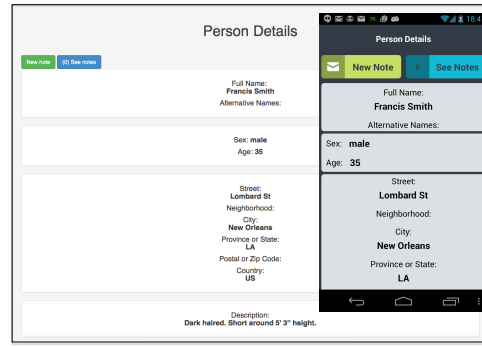 Person Details
New note
(0) See notes
Full Name:
Francis Smith
Alternative Names:
Sex: male
Age: 35
Street:
Lombard St
Neighborhood:
City:
New Orleans
Province or State:
LA
Postal or Zip Code:
Country:
US
Description:
Dark haired. Short around 5' 3" height.
18:4
Person Details
New Note
0 See Notes
Full Name:
Francis Smith
Alternative Names:
Sex: male
Age: 35
Street:
Lombard St
Neighborhood:
City:
New Orleans
Province or State:
LA